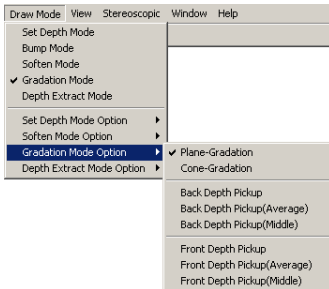 Draw Mode View Stereoscopic Window Help
Set Depth Mode
Bump Mode
Soften Mode
Gradation Mode
Depth Extract Mode
Set Depth Mode Option
Soften Mode Option
Gradation Mode Option
Depth Extract Mode Option
Plane-Gradation
Cone-Gradation
Back Depth Pickup
Back Depth Pickup(Average)
Back Depth Pickup(Middle)
Front Depth Pickup
Front Depth Pickup(Average)
Front Depth Pickup(Middle)